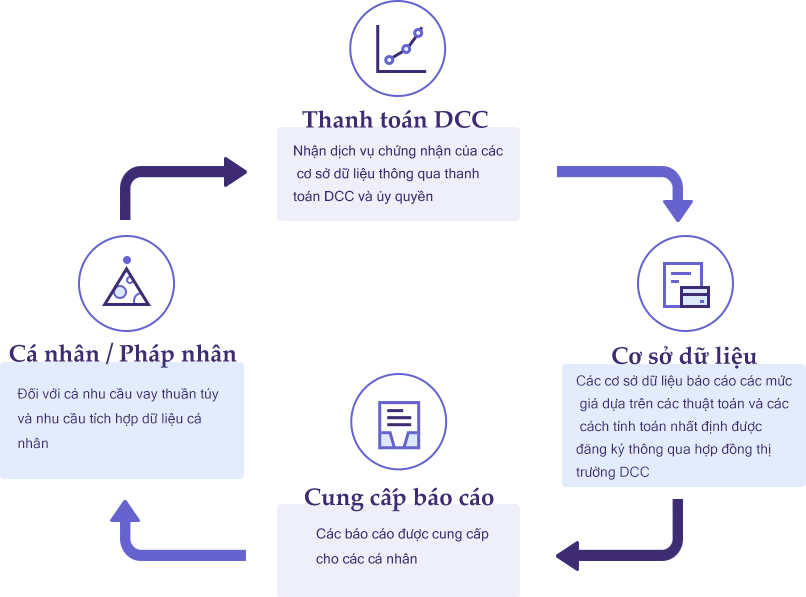 Thanh toán DCC
Nhận dịch vụ chứng nhận của các
cơ sở dữ liệu thông qua thanh
toán DCC và ủy quyền
Cá nhân / Pháp nhân
Đối với cả nhu cầu vay thuần túy
và nhu cầu tích hợp dữ liệu cá
nhân
Cơ sở dữ liệu
Các cơ sở dữ liệu báo cáo các mức
giá dựa trên các thuật toán và các
cách tính toán nhất định được
đăng ký thông qua hợp đồng thị
trường DCC
Cung cấp báo cáo
Các báo cáo được cung cấp
cho các cá nhân